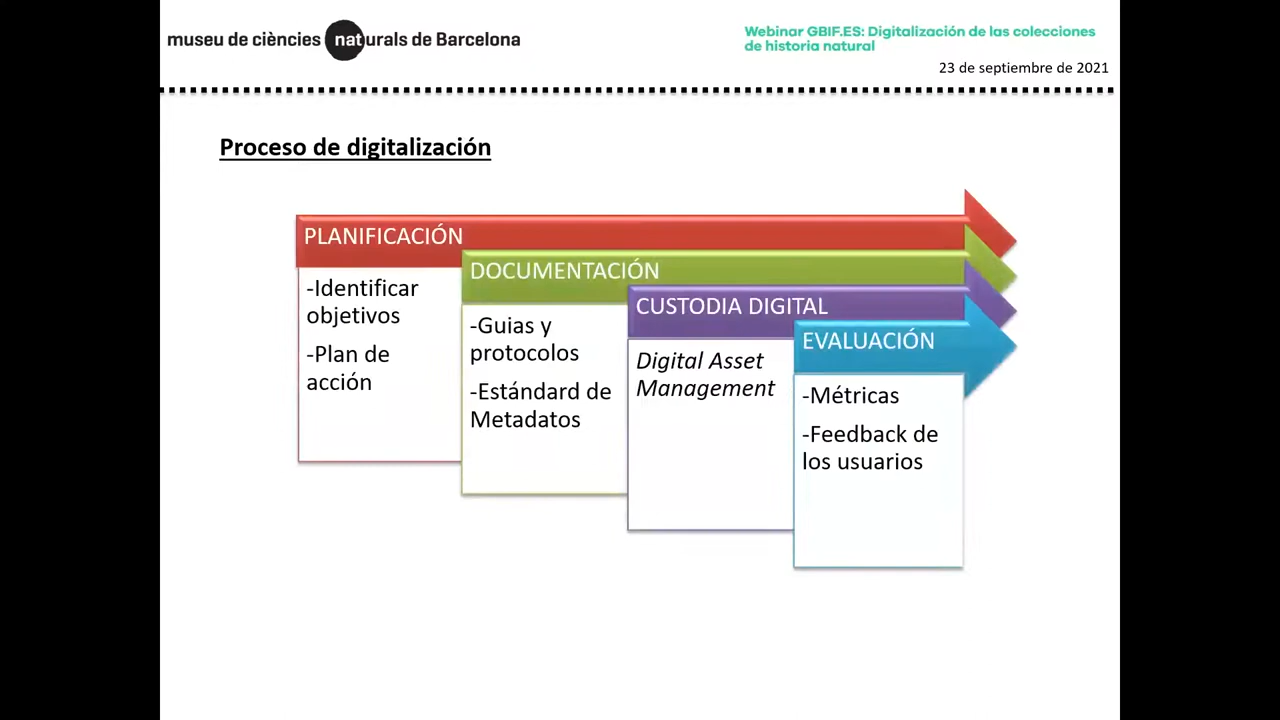 museu de ciències naturals de Barcelona
Webinar GBIF.ES: Digitalización de las colecciones
de historia natural
23 de septiembre de 2021
Proceso de digitalización
PLANIFICACIÓN
-Identificar
objetivos
-Plan de
acción
DOCUMENTACIÓN
-Guias y
protocolos
-Estándard de
Metadatos
CUSTODIA DIGITAL
Digital Asset
Management
EVALUACIÓN
-Métricas
-Feedback de
los usuarios